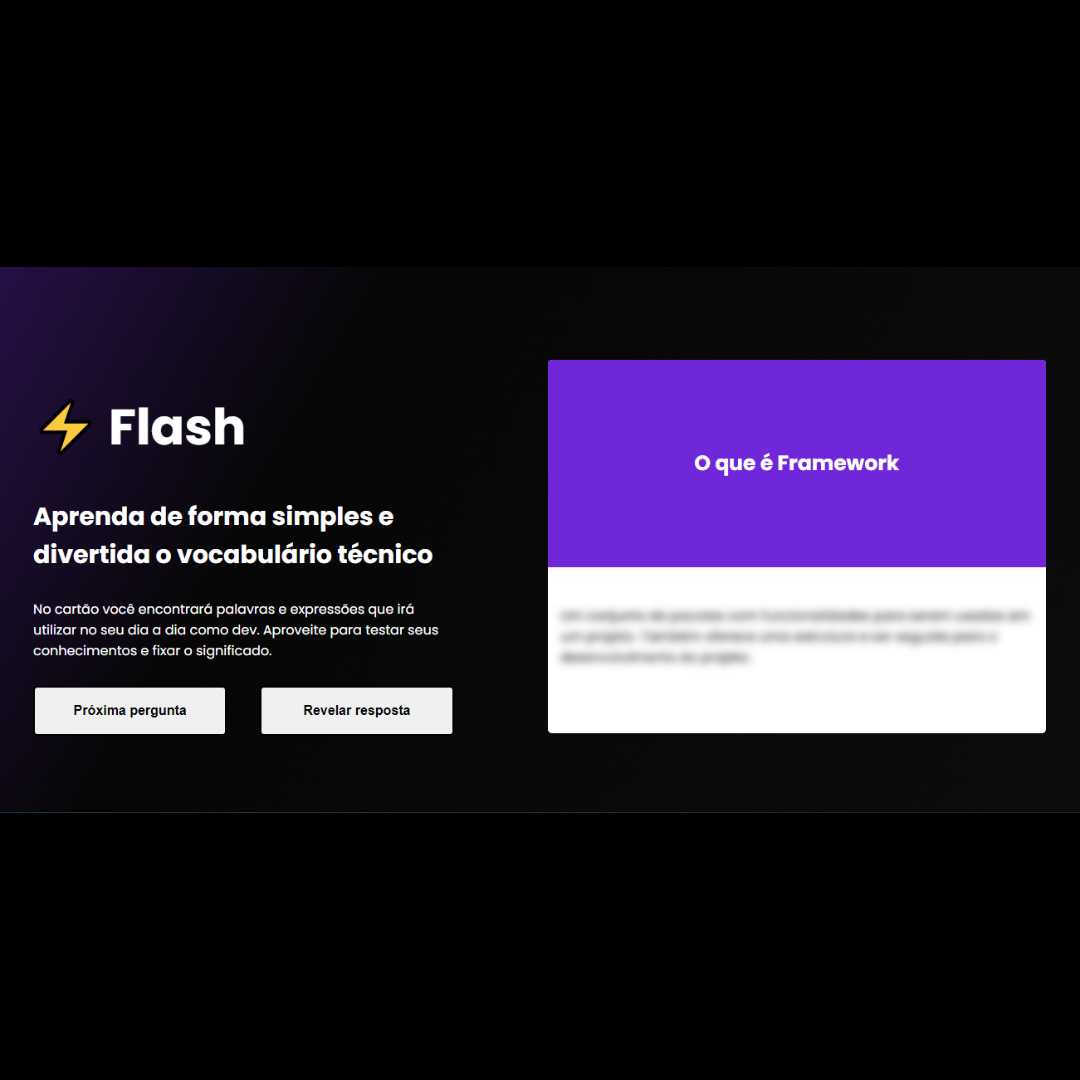 Flash
Aprenda de forma simples e
divertida o vocabulário técnico
No cartão você encontrará palavras e expressões que irá
utilizar no seu dia a dia como dev. Aproveite para testar seus
conhecimentos e fixar o significado.
Próxima pergunta
Revelar resposta
O que é Framework